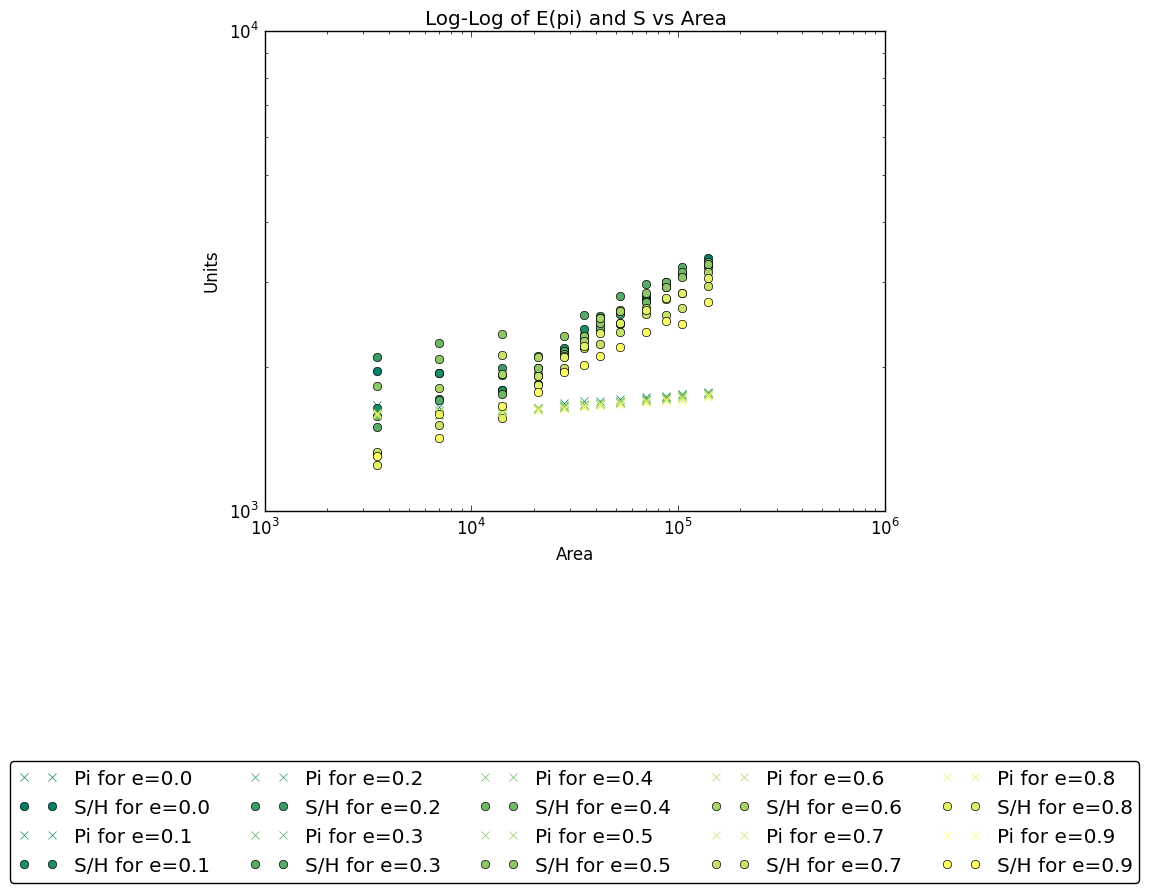 Log-Log of E(pi) and S vs Area
10^4
Units
10^3
10^3 10^4 10^5 10^6
Area
Pi for e=0.0 Pi for e=0.2 Pi for e=0.4 Pi for e=0.6 Pi for e=0.8
S/H for e=0.0 S/H for e=0.2 S/H for e=0.4 S/H for e=0.6 S/H for e=0.8
Pi for e=0.1 Pi for e=0.3 Pi for e=0.5 Pi for e=0.7 Pi for e=0.9
S/H for e=0.1 S/H for e=0.3 S/H for e=0.5 S/H for e=0.7 S/H for e=0.9